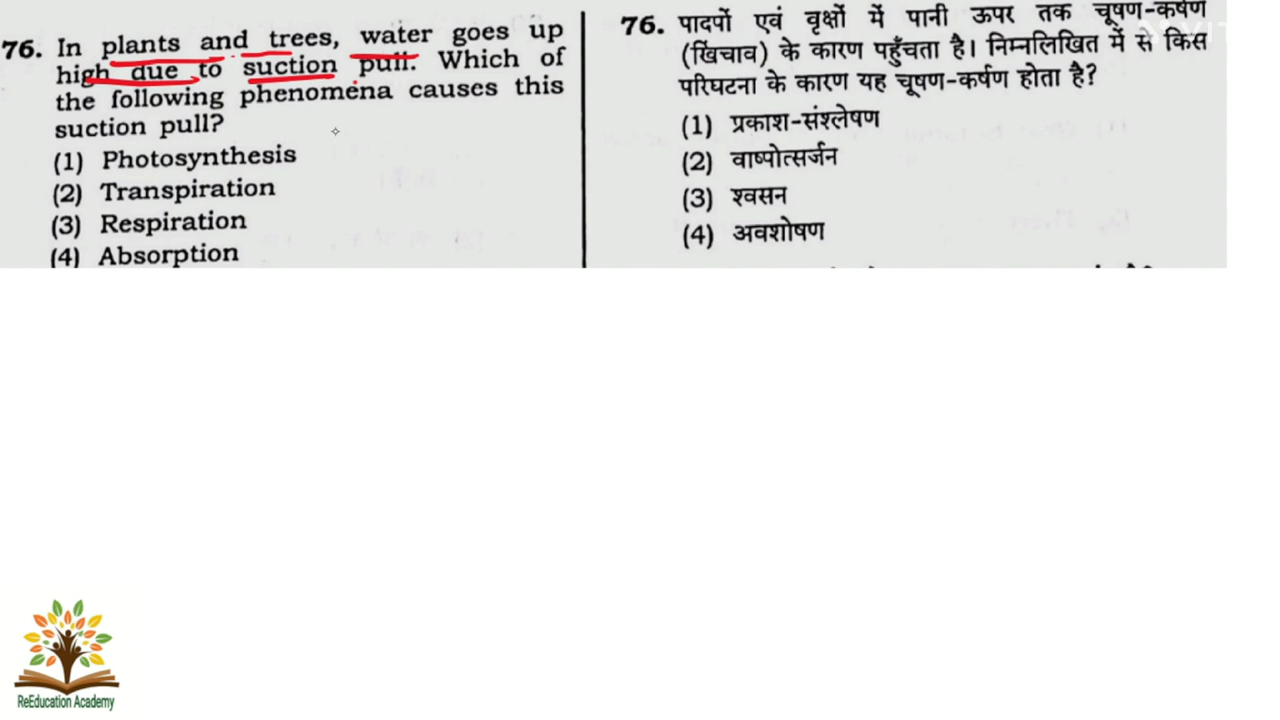 76. In plants and trees, water goes up
high due to suction pull. Which of
the following phenomena causes this
suction pull?
(1) Photosynthesis
(2) Transpiration
(3) Respiration
(4) Absorption
76. पादपों एवं वृक्षों में पानी ऊपर तक चूषण-कर्षण
(खिंचाव) के कारण पहुँचता है। निम्नलिखित में से किस
परिघटना के कारण यह चूषण-कर्षण होता है?
(1) प्रकाश-संश्लेषण
(2) वाष्पोत्सर्जन
(3) श्वसन
(4) अवशोषण
ReEducation Academy